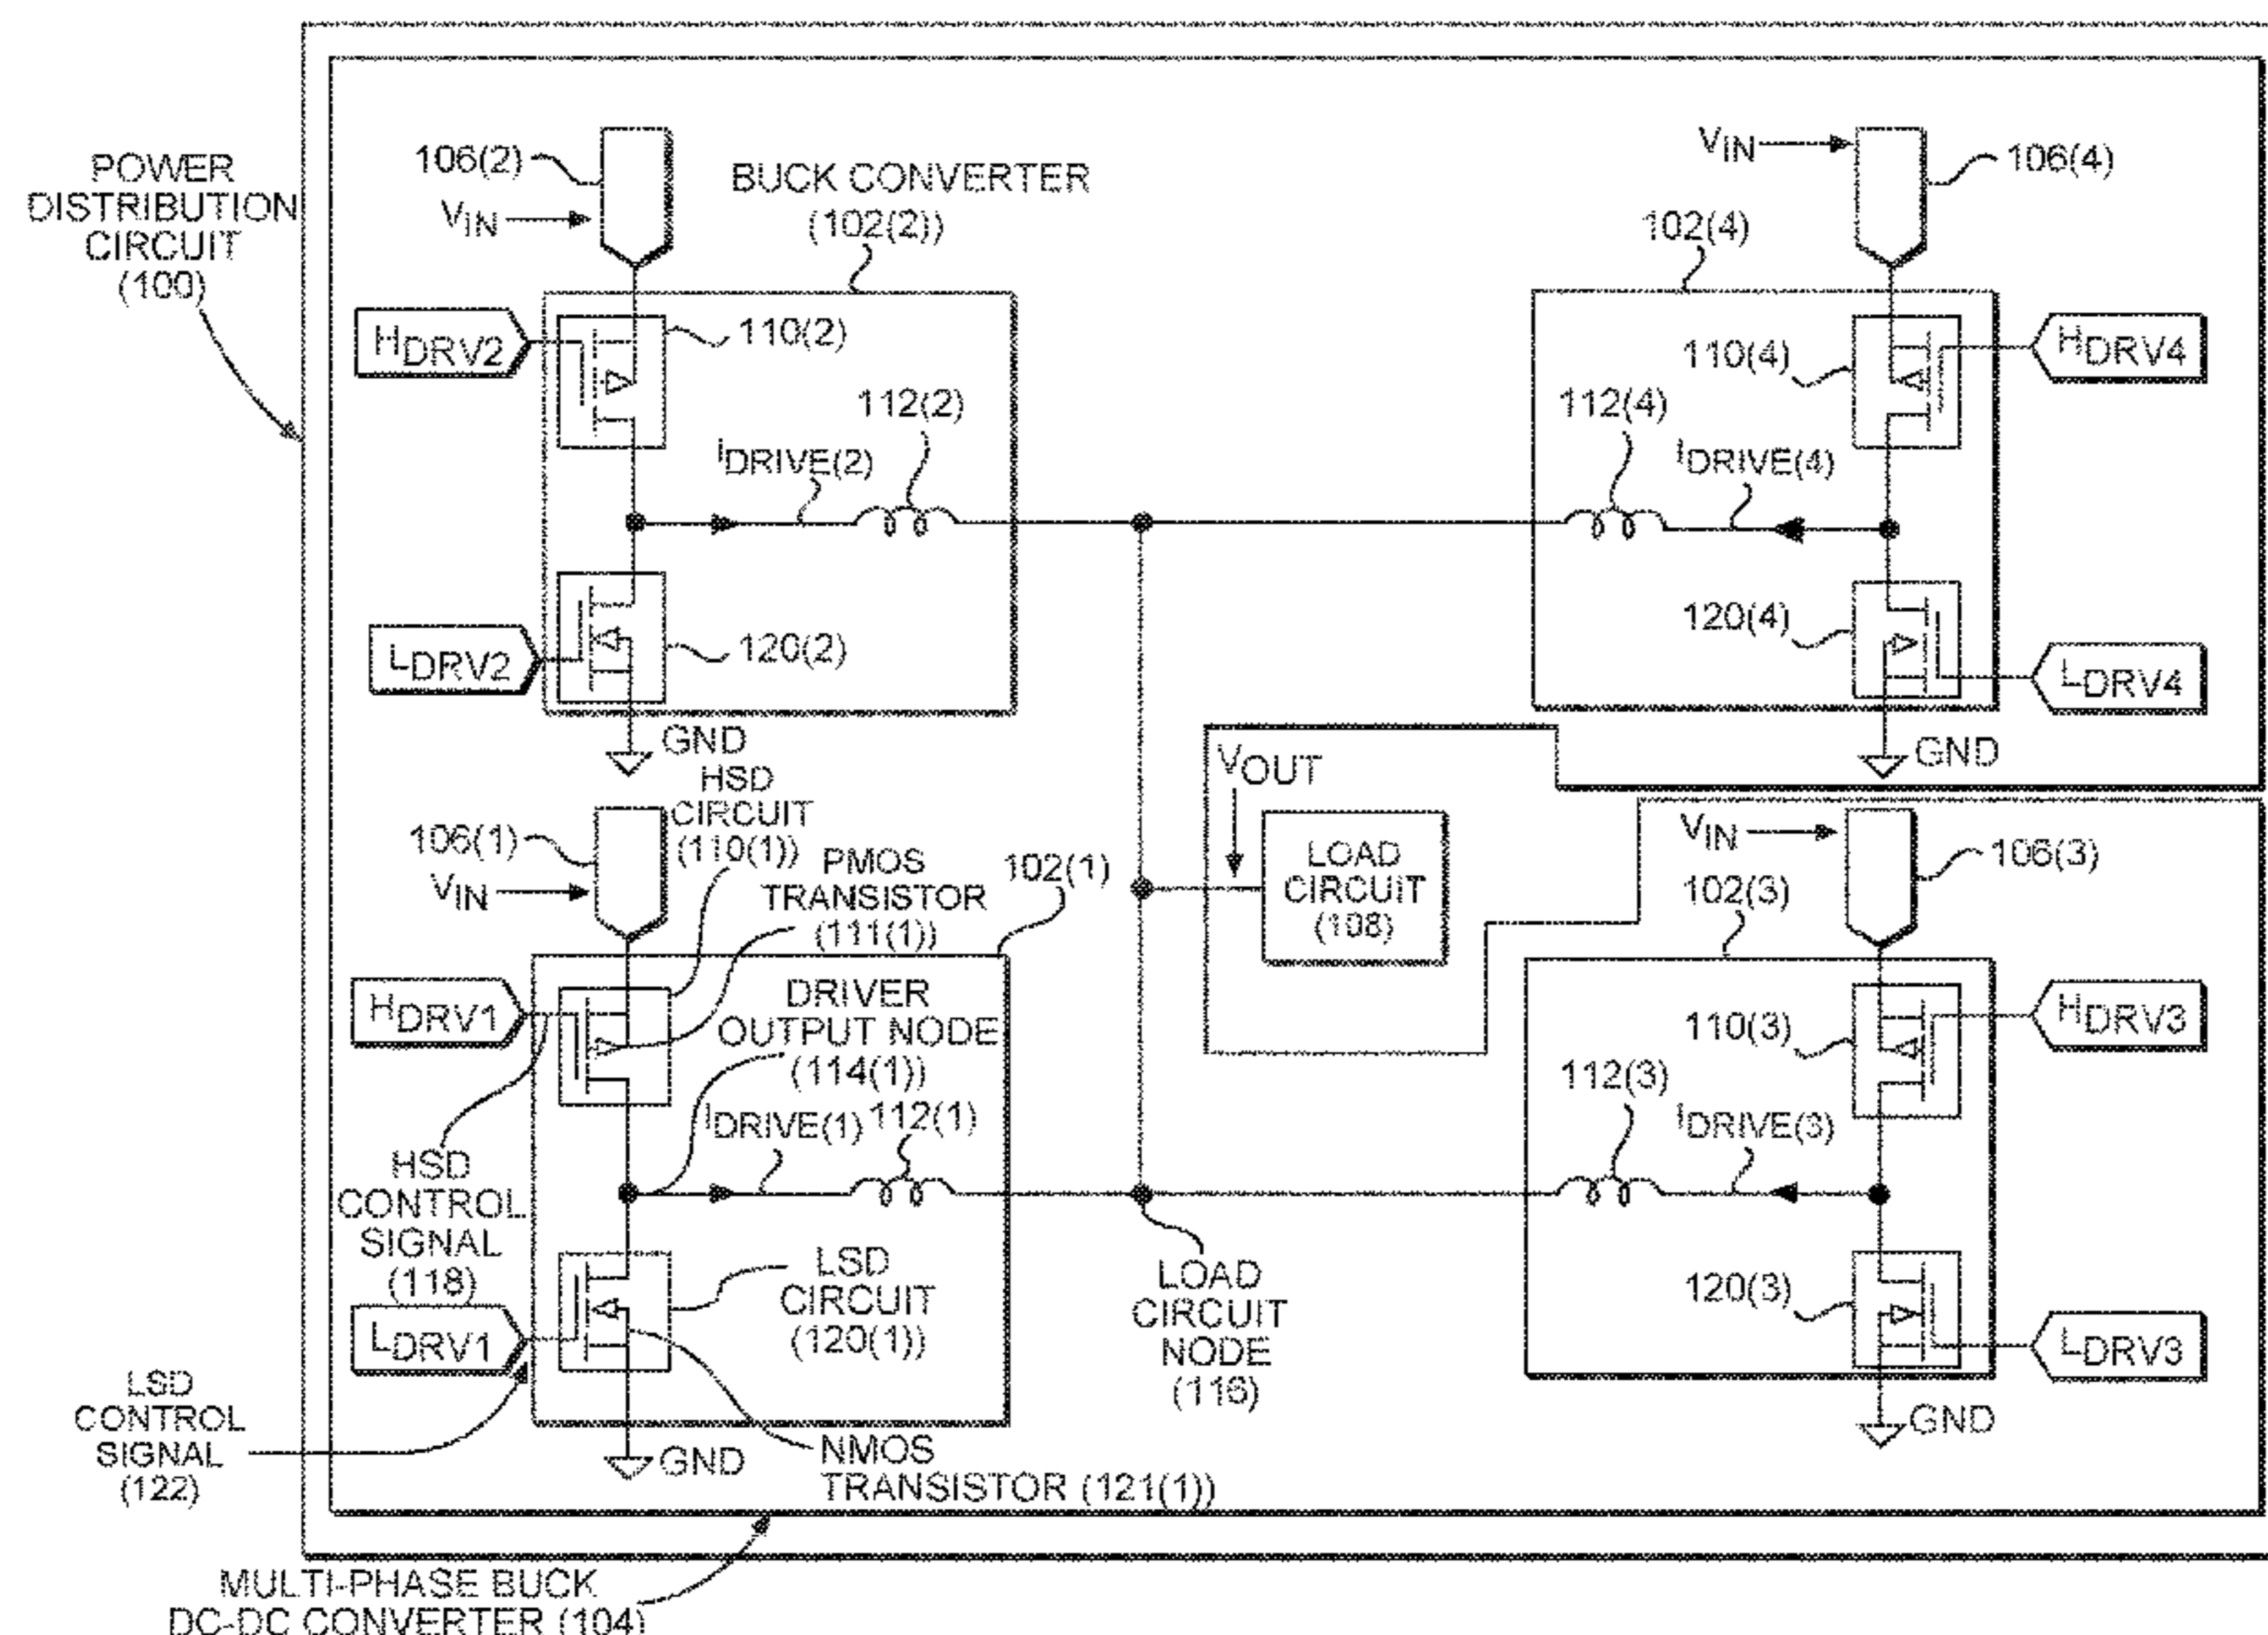 POWER
DISTRIBUTION
CIRCUIT
(100)
106(2)
VIN
BUCK CONVERTER
(102(2))
HDRV2
110(2)
112(2)
IDRIVE(2)
LDRV2
120(2)
GND
VIN
106(4)
102(4)
110(4)
HDRV4
112(4)
IDRIVE(4)
120(4)
LDRV4
GND
VOUT
LOAD
CIRCUIT
(108)
HSD
CIRCUIT
(110(1))
106(1)
VIN
PMOS
TRANSISTOR
(111(1))
102(1)
HDRV1
DRIVER
OUTPUT NODE
(114(1))
IDRIVE(1)
112(1)
HSD
CONTROL
SIGNAL
(118)
LSD
CIRCUIT
(120(1))
LDRV1
LSD
CONTROL
SIGNAL
(122)
GND
NMOS
TRANSISTOR (121(1))
LOAD
CIRCUIT
NODE
(116)
VIN
106(3)
102(3)
110(3)
HDRV3
112(3)
IDRIVE(3)
120(3)
LDRV3
GND
MULTI-PHASE BUCK
DC-DC CONVERTER (104)